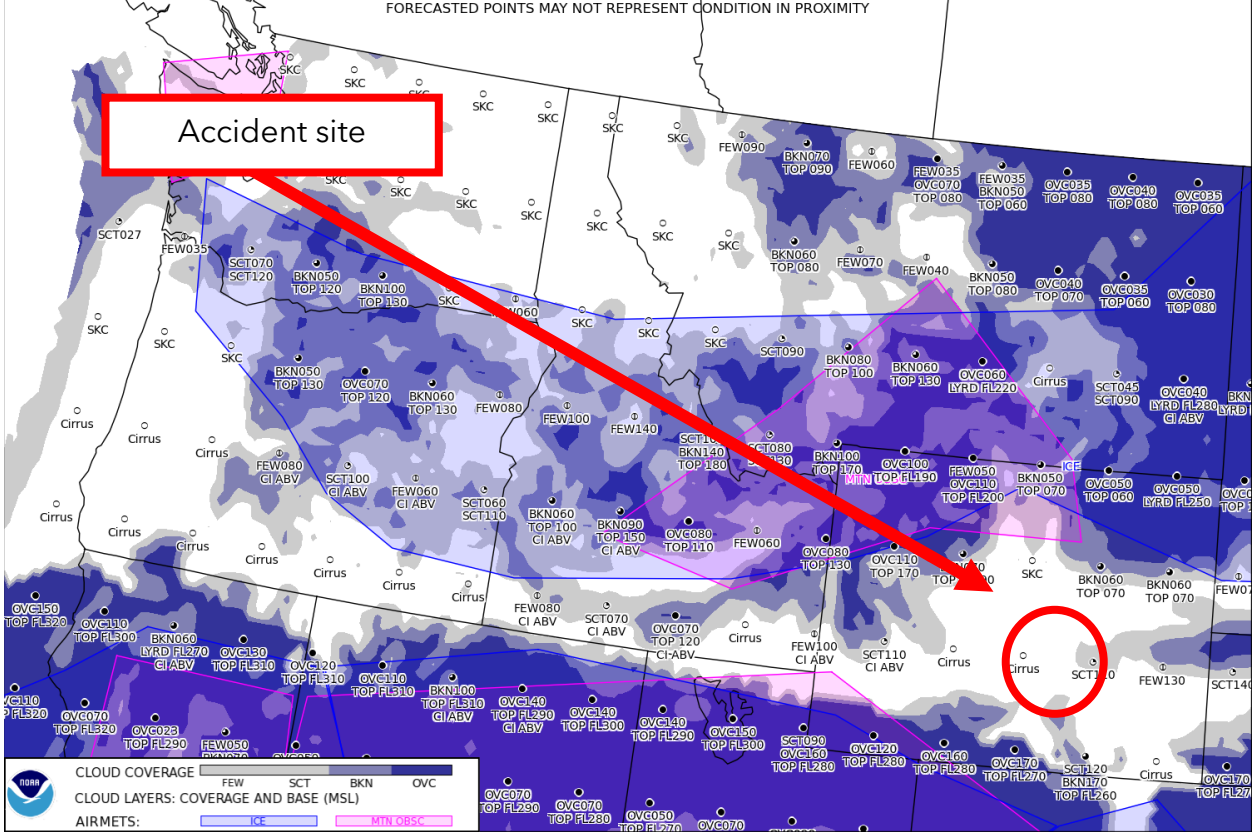 FORECASTED POINTS MAY NOT REPRESENT CONDITION IN PROXIMITY
SKC
SKC
SKC
SKC
SKC
SKC
SKC
FEW090
BKN070
TOP 090
FEW060
FEW035
OVC070
TOP 080
FEW035
BKN050
TOP 060
OVC035
TOP 080
OVC040
TOP 080
OVC035
TOP 060
Accident site
SKC
SKC
SKC
SKC
SKC
SKC
SKC
BKN060
TOP 080
FEW070
FEW040
BKN050
TOP 080
OVC040
TOP 070
OVC035
TOP 060
OVC030
TOP 080
SCT027
FEW035
SCT070
SCT120
BKN050
TOP 120
BKN100
TOP 130
SKC
SKC
SKC
SKC
SCT090
BKN080
TOP 100
BKN060
TOP 130
OVC060
LYRD FL220
Cirrus
SCT045
SCT090
OVC040
LYRD FL280
CI ABV
SKC
SKC
SKC
BKN050
TOP 130
OVC070
TOP 120
BKN060
TOP 130
FEW080
FEW100
FEW140
BKN140
TOP 180
SCT080
BKN100
TOP 170
OVC100
TOP FL190
FEW050
OVC110
TOP FL200
BKN050
TOP 070
ICE
OVC050
TOP 060
OVC050
LYRD FL250
Cirrus
Cirrus
Cirrus
FEW080
CI ABV
SCT100
CI ABV
FEW060
CI ABV
SCT060
SCT110
BKN060
TOP 100
CI ABV
BKN090
TOP 150
CI ABV
OVC080
TOP 110
FEW060
OVC080
TOP 130
OVC110
TOP 170
SKC
BKN060
TOP 070
BKN060
TOP 070
Cirrus
Cirrus
Cirrus
Cirrus
Cirrus
Cirrus
Cirrus
FEW080
CI ABV
SCT070
CI ABV
OVC070
TOP 120
CI ABV
Cirrus
FEW100
CI ABV
SCT110
CI ABV
Cirrus
Cirrus
FEW130
SCT140
OVC150
TOP FL320
OVC110
TOP FL300
BKN060
LYRD FL270
CI ABV
OVC130
TOP FL310
OVC120
TOP FL310
OVC110
TOP FL310
BKN100
TOP FL310
CI ABV
OVC140
TOP FL290
CI ABV
OVC140
TOP FL300
OVC140
TOP FL290
OVC150
TOP FL300
SCT090
OVC160
TOP FL280
OVC120
TOP FL280
OVC160
TOP FL280
OVC170
TOP FL270
SCT120
BKN170
TOP FL260
Cirrus
OVC170
OVC070
TOP FL320
OVC023
TOP FL290
FEW050
OVC070
TOP FL290
OVC070
TOP FL280
OVC050
TOP FL270
OVC070
NOAA
CLOUD COVERAGE
FEW SCT BKN OVC
CLOUD LAYERS: COVERAGE AND BASE (MSL)
AIRMETS: ICE MTN OBSC